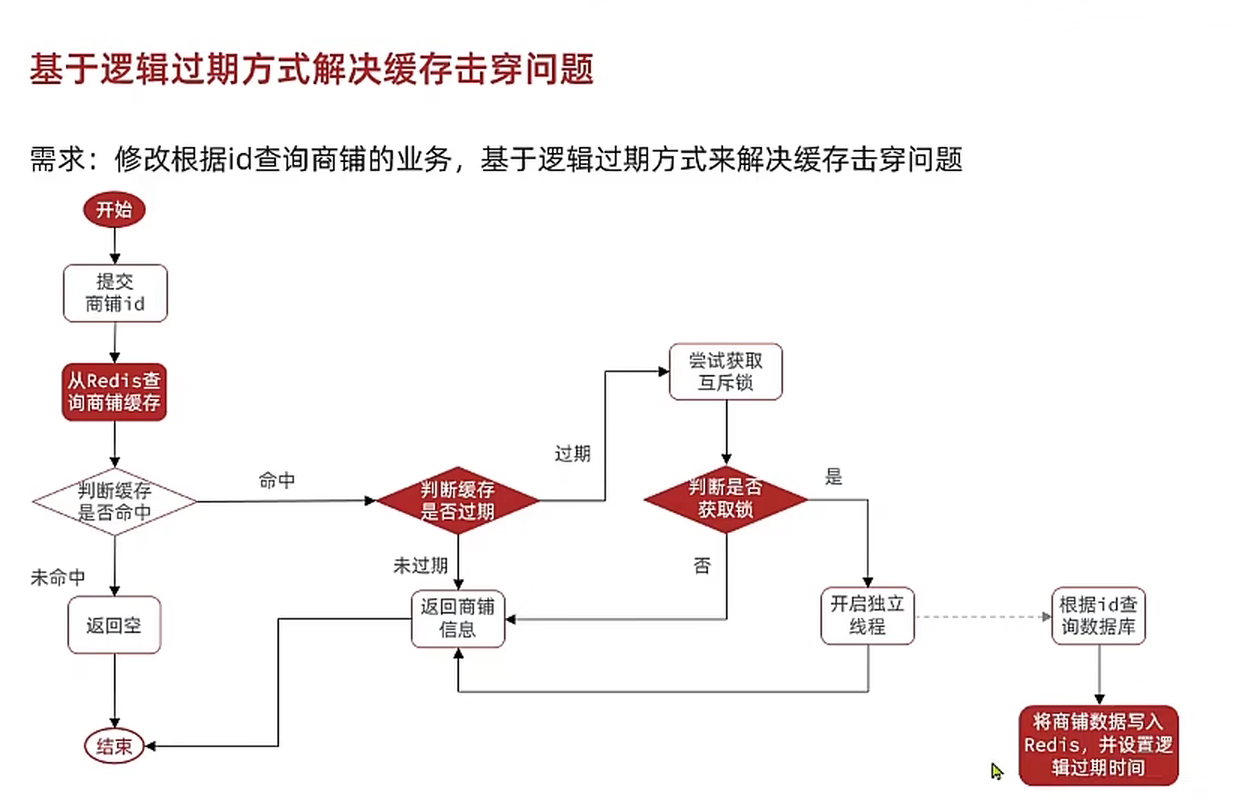 基于逻辑过期方式解决缓存击穿问题
需求：修改根据id查询商铺的业务，基于逻辑过期方式来解决缓存击穿问题
开始
提交
商铺id
从Redis查
询商铺缓存
判断缓存
是否命中
命中
未命中
返回空
结束
判断缓存
是否过期
过期
未过期
返回商铺
信息
尝试获取
互斥锁
判断是否
获取锁
是
否
开启独立
线程
根据id查
询数据库
将商铺数据写入
Redis，并设置逻
辑过期时间